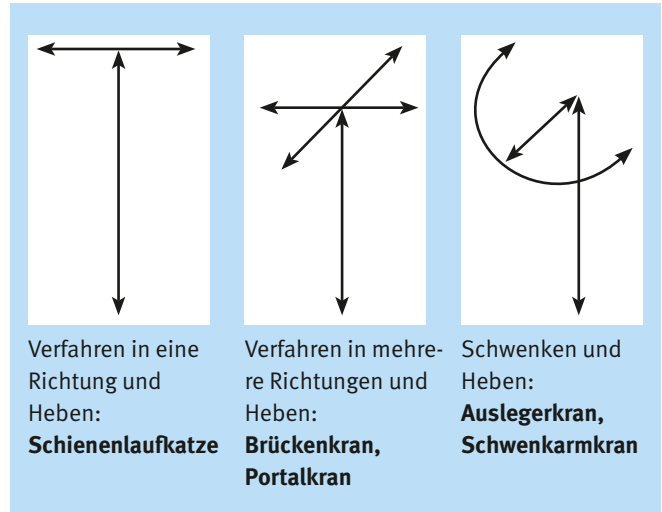 Verfahren in eine
Richtung und
Heben:
Schienenlaufkatze
Verfahren in mehre-
re Richtungen und
Heben:
Brückenkran,
Portalkran
Schwenken und
Heben:
Auslegerkran,
Schwenkarmkran